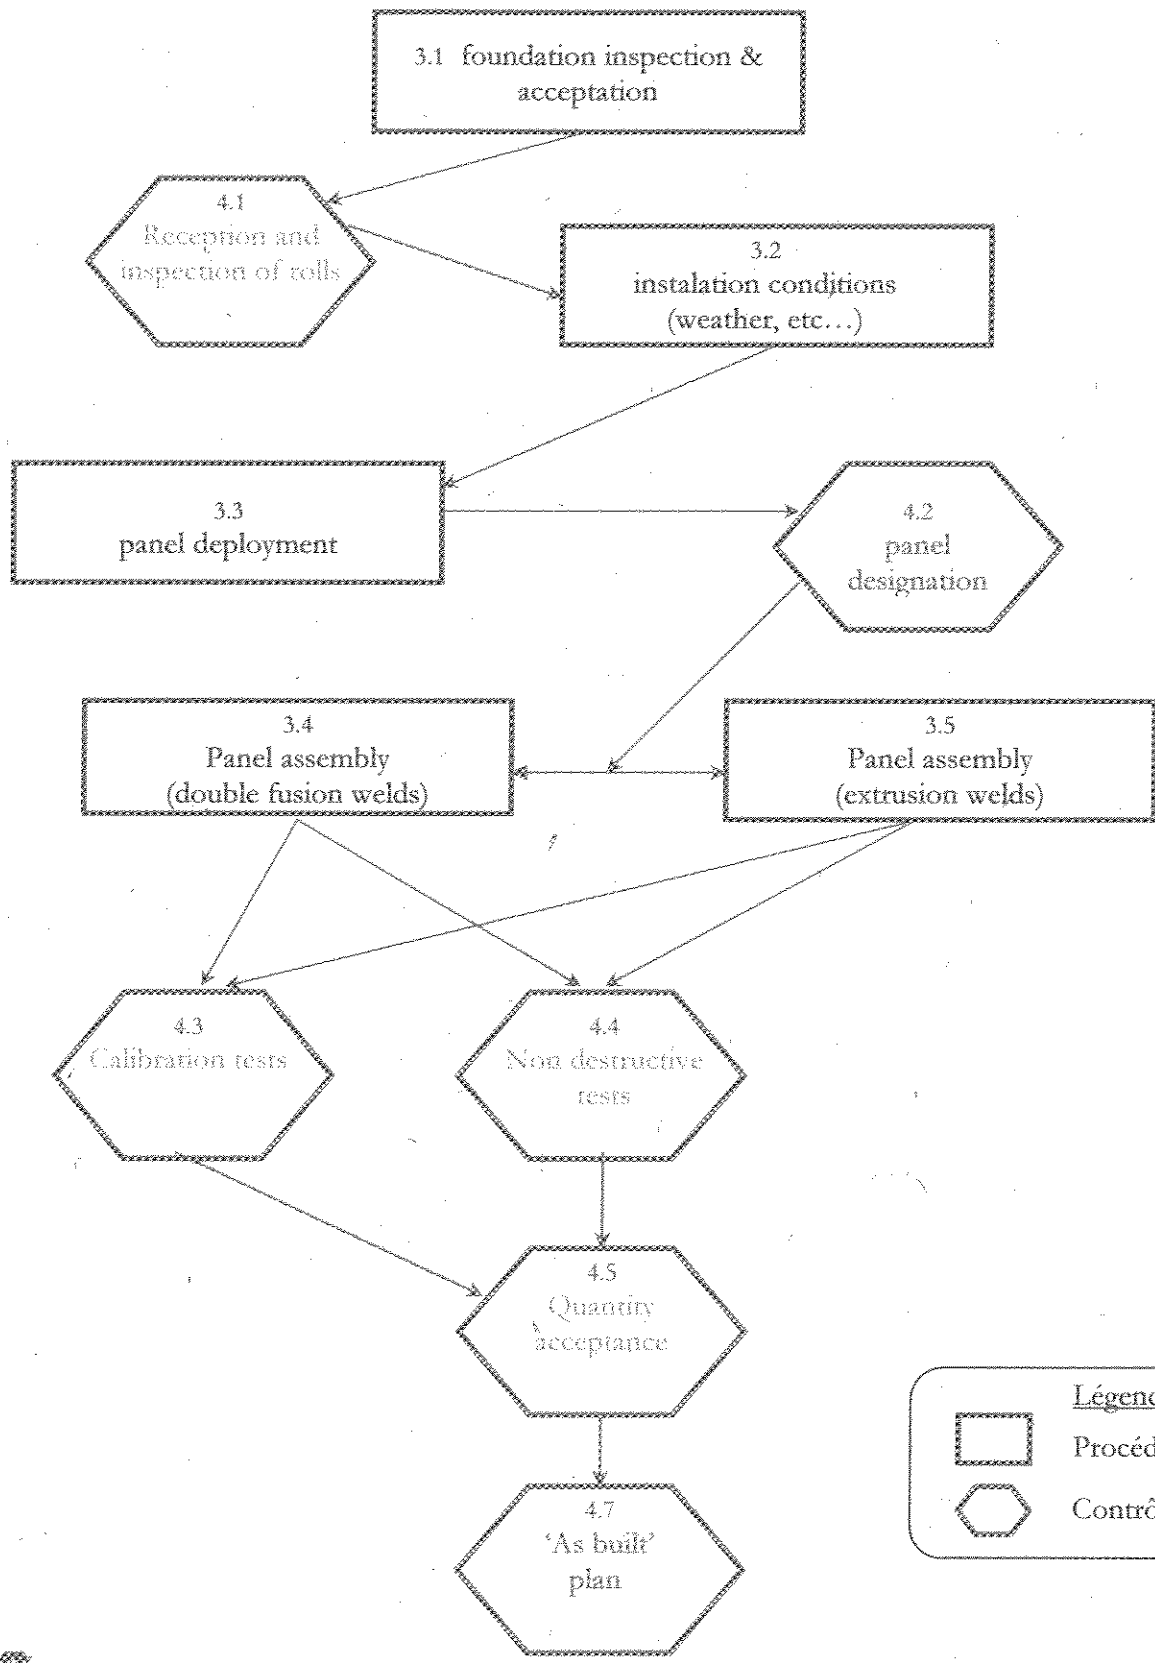 3.1 foundation inspection &
acceptation
4.1
Reception and
inspection of rolls
3.2
instalation conditions
(weather, etc…)
3.3
panel deployment
4.2
panel
designation
3.4
Panel assembly
(double fusion welds)
3.5
Panel assembly
(extrusion welds)
4.3
Calibration tests
4.4
Non destructive
tests
4.5
Quantity
acceptance
Légend
Procéd
Contrô
4.7
‘As built’
plan